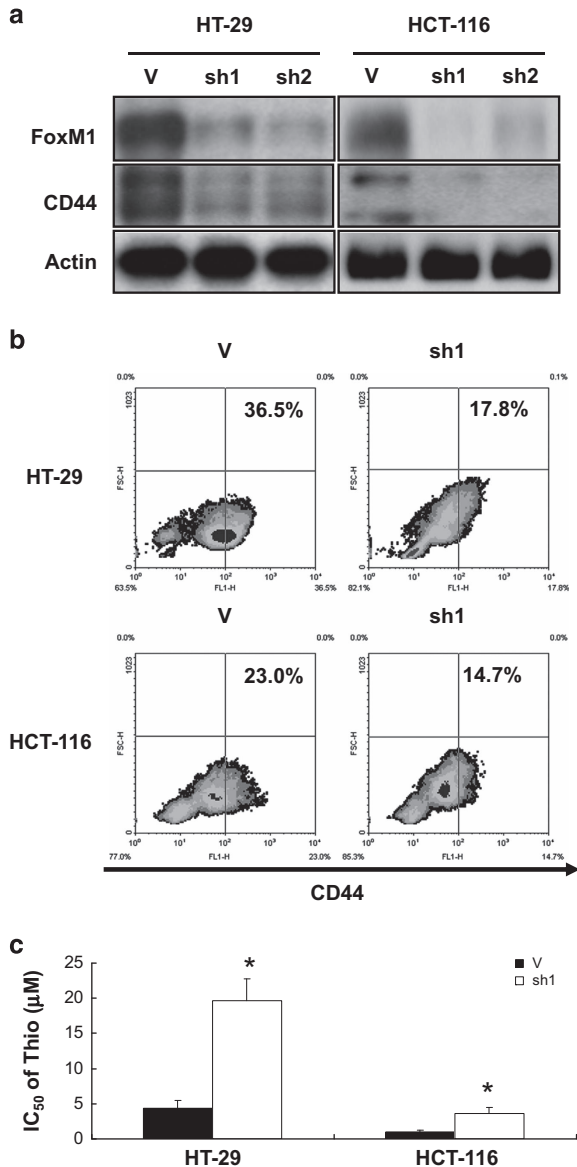 a
HT-29 HCT-116
V sh1 sh2 V sh1 sh2
FoxM1
CD44
Actin
b
V sh1
0.0% 0.0% 0.0% 0.1%
HT-29
1023 1023
36.5% 17.8%
FSC-H FSC-H
0 0
10⁰ 10¹ 10² 10³ 10⁴ 10⁰ 10¹ 10² 10³ 10⁴
63.5% FL1-H 36.5% 82.1% FL1-H 17.8%
V sh1
0.0% 0.0% 0.0% 0.0%
HCT-116
1023 1023
23.0% 14.7%
FSC-H FSC-H
0 0
10⁰ 10¹ 10² 10³ 10⁴ 10⁰ 10¹ 10² 10³ 10⁴
77.0% FL1-H 23.0% 85.3% FL1-H 14.7%
CD44
c
IC₅₀ of Thio (μM)
25
20
15
10
5
0
* *
V
sh1
HT-29 HCT-116